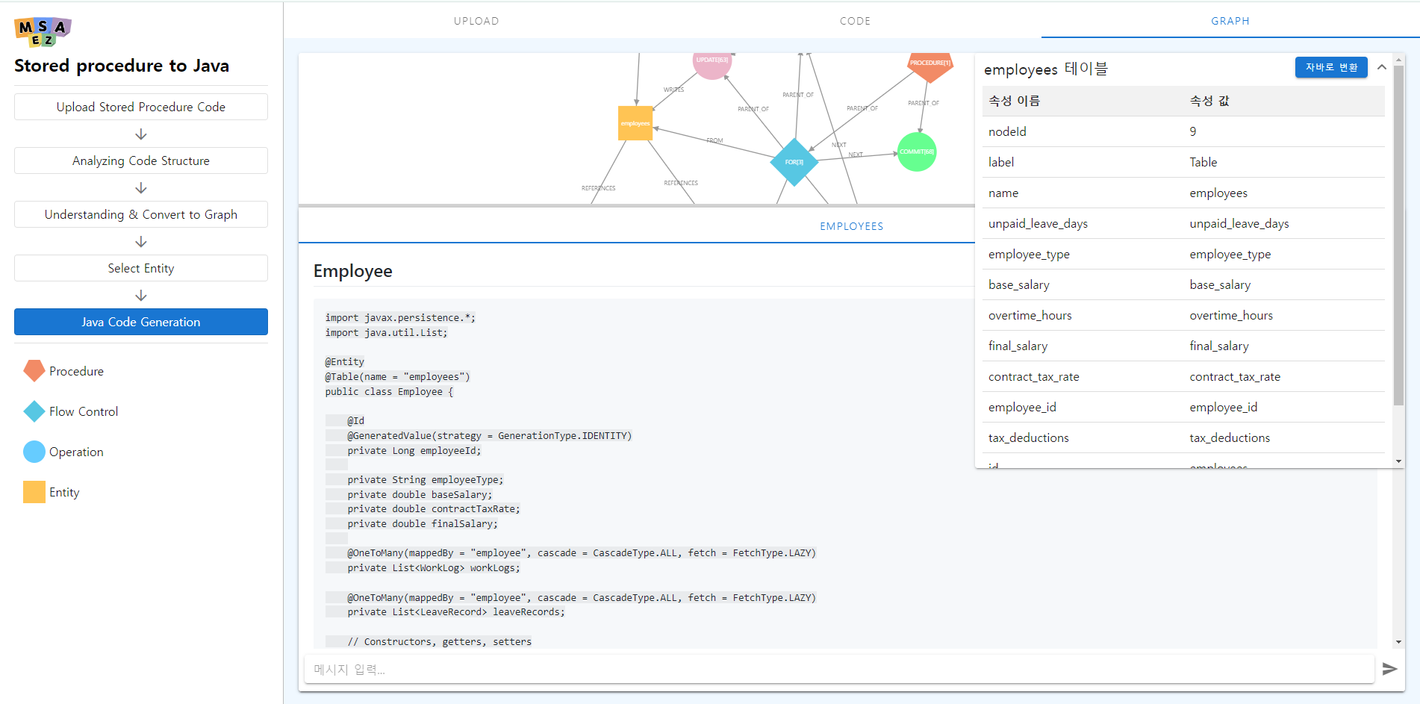 MSA
EZ
Stored procedure to Java
Upload Stored Procedure Code
Analyzing Code Structure
Understanding & Convert to Graph
Select Entity
Java Code Generation
Procedure
Flow Control
Operation
Entity
UPLOAD
CODE
GRAPH
UPDATE[63]
PROCEDURE[1]
WRITES
PARENT OF
PARENT OF
PARENT OF
PARENT OF
employees
FROM
NEXT
NEXT
FOR[3]
COMMIT[65]
REFERENCES
REFERENCES
employees 테이블
자바로 변환
속성 이름 속성 값
nodeId 9
label Table
name employees
unpaid_leave_days unpaid_leave_days
employee_type employee_type
base_salary base_salary
overtime_hours overtime_hours
final_salary final_salary
contract_tax_rate contract_tax_rate
employee_id employee_id
tax_deductions tax_deductions
id employees
EMPLOYEES
Employee
import javax.persistence.*;
import java.util.List;
@Entity
@Table(name = "employees")
public class Employee {
@Id
@GeneratedValue(strategy = GenerationType.IDENTITY)
private Long employeeId;
private String employeeType;
private double baseSalary;
private double contractTaxRate;
private double finalSalary;
@OneToMany(mappedBy = "employee", cascade = CascadeType.ALL, fetch = FetchType.LAZY)
private List<WorkLog> workLogs;
@OneToMany(mappedBy = "employee", cascade = CascadeType.ALL, fetch = FetchType.LAZY)
private List<LeaveRecord> leaveRecords;
// Constructors, getters, setters
메시지 입력...